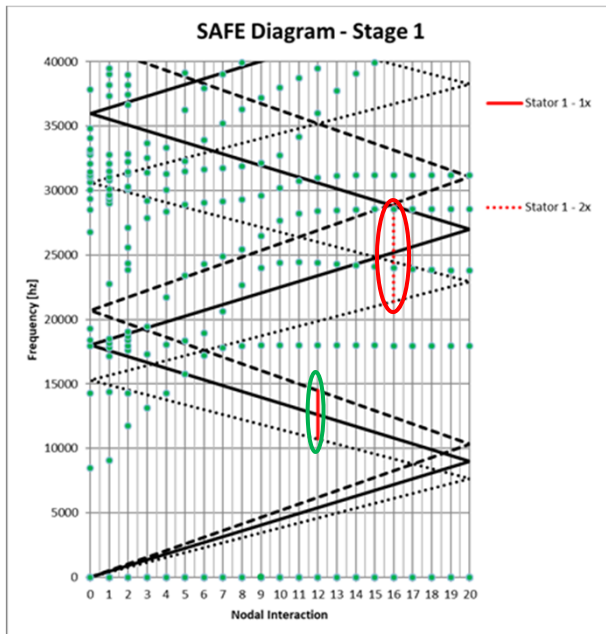 SAFE Diagram - Stage 1
40000
35000
30000
25000
20000
15000
10000
5000
0
Frequency [hz]
0 1 2 3 4 5 6 7 8 9 10 11 12 13 14 15 16 17 18 19 20
Nodal Interaction
Stator 1 - 1x
Stator 1 - 2x